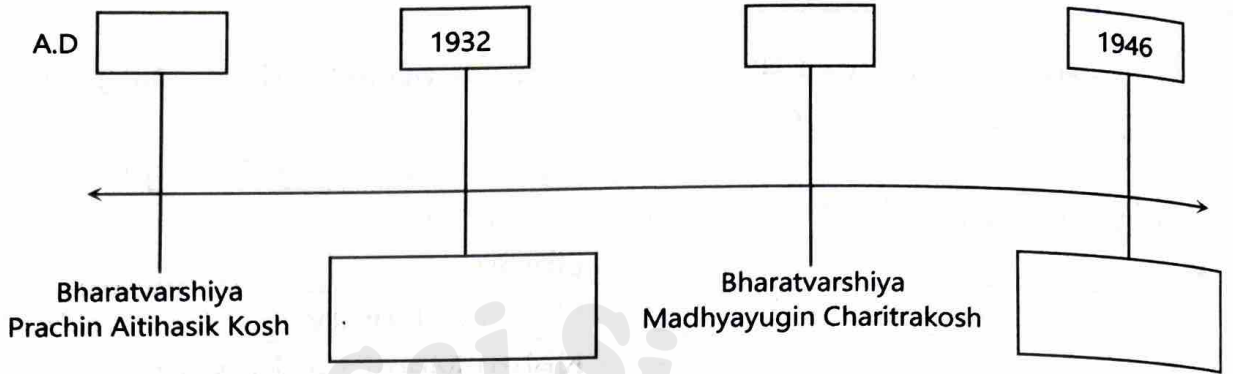 A.D
1932
1946
Bharatvarshiya
Prachin Aitihasik Kosh
Bharatvarshiya
Madhyayugin Charitrakosh